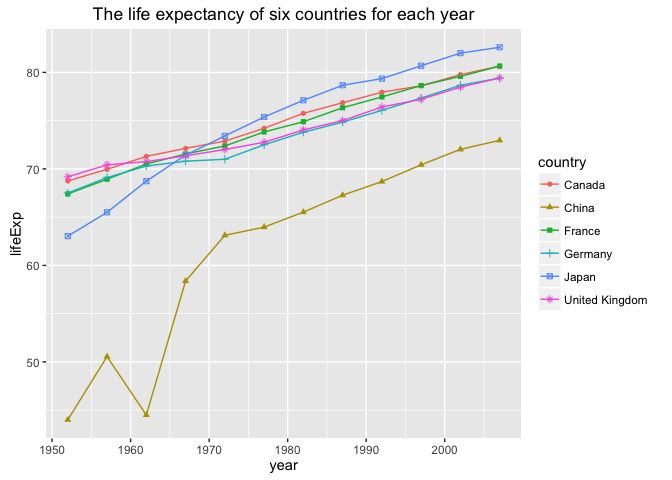 The life expectancy of six countries for each year
80
70
60
50
lifeExp
1950 1960 1970 1980 1990 2000
year
country
Canada
China
France
Germany
Japan
United Kingdom